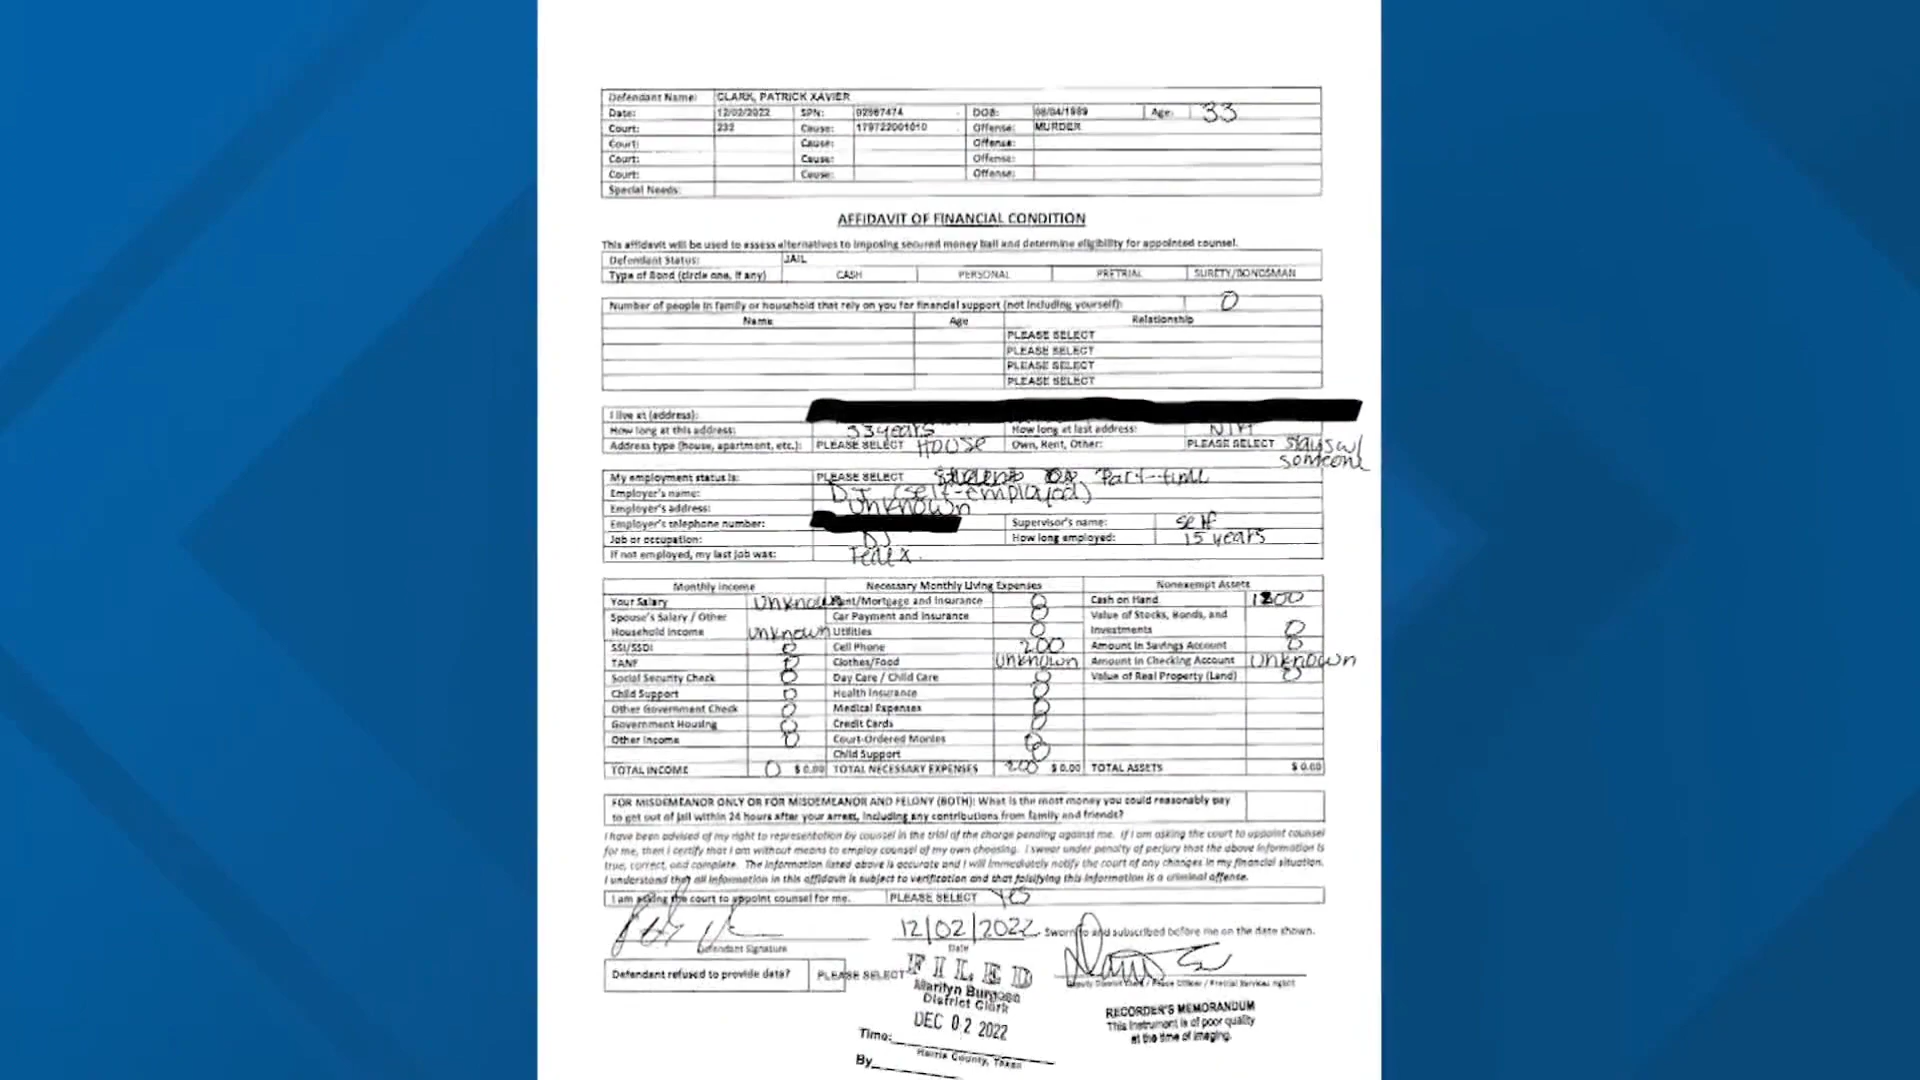 Defendant Name: CLARK, PATRICK XAVIER
Date: 12/02/2022 SPN: 02867474 DOB: 08/04/1989 Age: 33
Court: 232 Cause: 179722001010 Offense: MURDER
Court: Cause: Offense:
Court: Cause: Offense:
Court: Cause: Offense:
Special Needs:
AFFIDAVIT OF FINANCIAL CONDITION
This affidavit will be used to assess alternatives to imposing secured money bail and determine eligibility for appointed counsel.
Defendant Status: JAIL
Type of Bond (circle one, if any) CASH PERSONAL PRETRIAL SURETY/BONDSMAN
Number of people in family or household that rely on you for financial support (not including yourself): 0
Name Age Relationship
PLEASE SELECT
PLEASE SELECT
PLEASE SELECT
PLEASE SELECT
I live at (address):
How long at this address: 33 years How long at last address: N/A
Address type (house, apartment, etc.): PLEASE SELECT HOUSE Own, Rent, Other: PLEASE SELECT stays w/
someone
My employment status is: PLEASE SELECT Part-time
Employer's name: DJ (self-employed)
Employer's address: Unknown
Employer's telephone number: Supervisor's name: self
Job or occupation: DJ How long employed: 15 years
If not employed, my last job was: Fedex
Monthly Income Necessary Monthly Living Expenses Nonexempt Assets
Your Salary Unknown Rent/Mortgage and Insurance 0 Cash on Hand
Spouse's Salary / Other Car Payment and Insurance 0 Value of Stocks, Bonds, and
Household Income Unknown Utilities 0 Investments 0
SSI/SSDI 0 Cell Phone 200 Amount in Savings Account 0
TANF 0 Clothes/Food Unknown Amount in Checking Account Unknown
Social Security Check 0 Day Care / Child Care 0 Value of Real Property (Land) 0
Child Support 0 Health Insurance 0
Other Government Check 0 Medical Expenses 0
Government Housing 0 Credit Cards 0
Other Income 0 Court-Ordered Monies 0
Child Support 0
TOTAL INCOME 0 $ 0.00 TOTAL NECESSARY EXPENSES 200 $ 0.00 TOTAL ASSETS $ 0.00
FOR MISDEMEANOR ONLY OR FOR MISDEMEANOR AND FELONY (BOTH): What is the most money you could reasonably pay
to get out of jail within 24 hours after your arrest, including any contributions from family and friends?
I have been advised of my right to representation by counsel in the trial of the charge pending against me. If I am asking the court to appoint counsel
for me, then I certify that I am without means to employ counsel of my own choosing. I swear under penalty of perjury that the above information is
true, correct, and complete. The information listed above is accurate and I will immediately notify the court of any changes in my financial situation.
I understand that all information in this affidavit is subject to verification and that falsifying this information is a criminal offense.
I am asking the court to appoint counsel for me. PLEASE SELECT Yes
12/02/2022 Sworn to and subscribed before me on the date shown.
Defendant Signature Date
Deputy District Clerk / Peace Officer / Pretrial Services Agent
Defendant refused to provide data? PLEASE SELECT
FILED
Marilyn Burgess
District Clerk
DEC 02 2022
Time:
Harris County, Texas
By
RECORDER'S MEMORANDUM
This instrument is of poor quality
at the time of imaging.